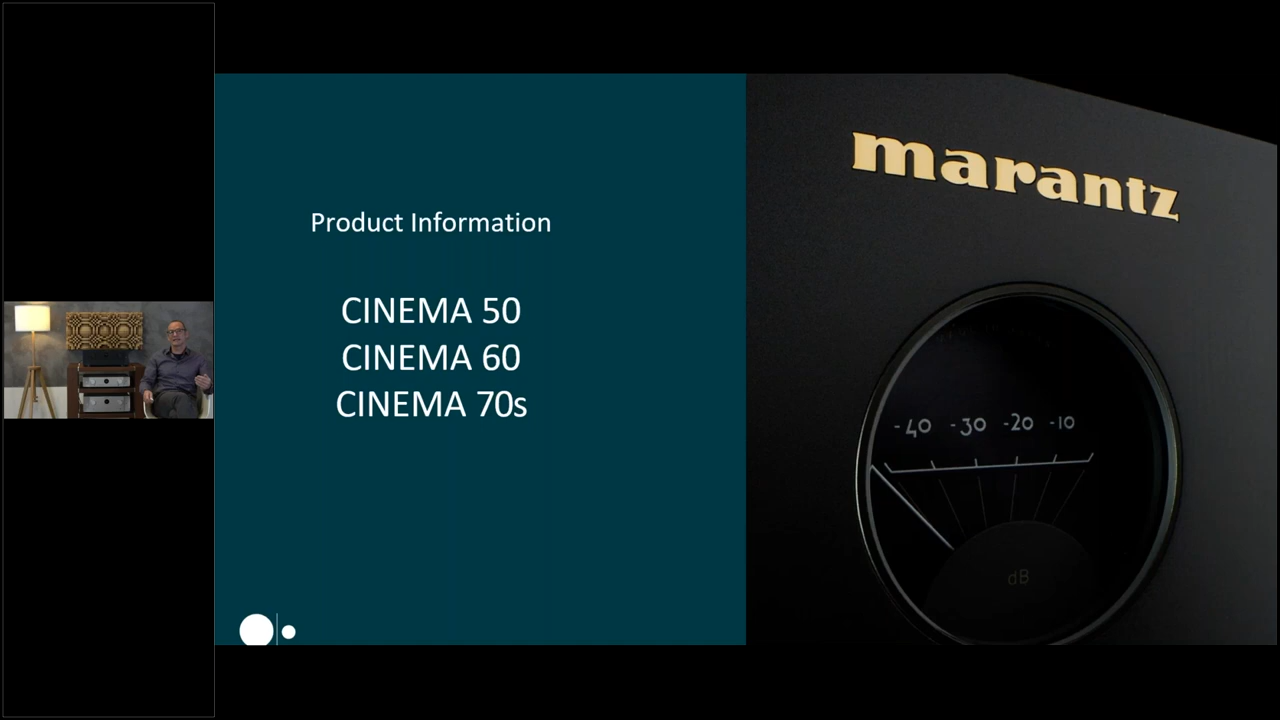 Product Information
CINEMA 50
CINEMA 60
CINEMA 70s
marantz
-40 -30 -20 -10
dB